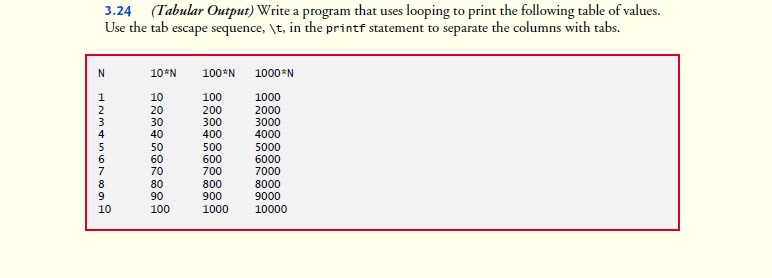 3.24 (Tabular Output) Write a program that uses looping to print the following table of values.
Use the tab escape sequence, \t, in the printf statement to separate the columns with tabs.
N 10*N 100*N 1000*N
1 10 100 1000
2 20 200 2000
3 30 300 3000
4 40 400 4000
5 50 500 5000
6 60 600 6000
7 70 700 7000
8 80 800 8000
9 90 900 9000
10 100 1000 10000